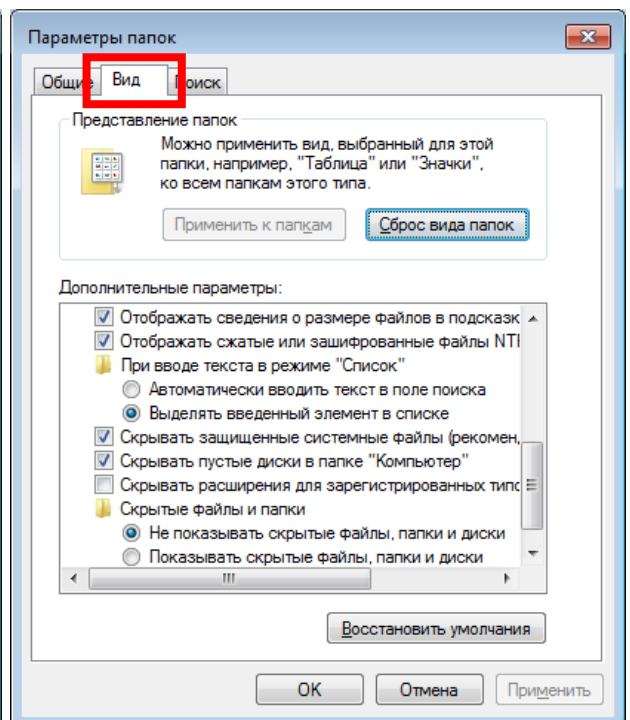 Параметры папок
Общие Вид Поиск
Представление папок
Можно применить вид, выбранный для этой
папки, например, "Таблица" или "Значки",
ко всем папкам этого типа.
Применить к папкам Сброс вида папок
Дополнительные параметры:
Отображать сведения о размере файлов в подсказк
Отображать сжатые или зашифрованные файлы NTF
При вводе текста в режиме "Список"
Автоматически вводить текст в поле поиска
Выделять введенный элемент в списке
Скрывать защищенные системные файлы (рекомен,
Скрывать пустые диски в папке "Компьютер"
Скрывать расширения для зарегистрированных типо
Скрытые файлы и папки
Не показывать скрытые файлы, папки и диски
Показывать скрытые файлы, папки и диски
Восстановить умолчания
OK Отмена Применить